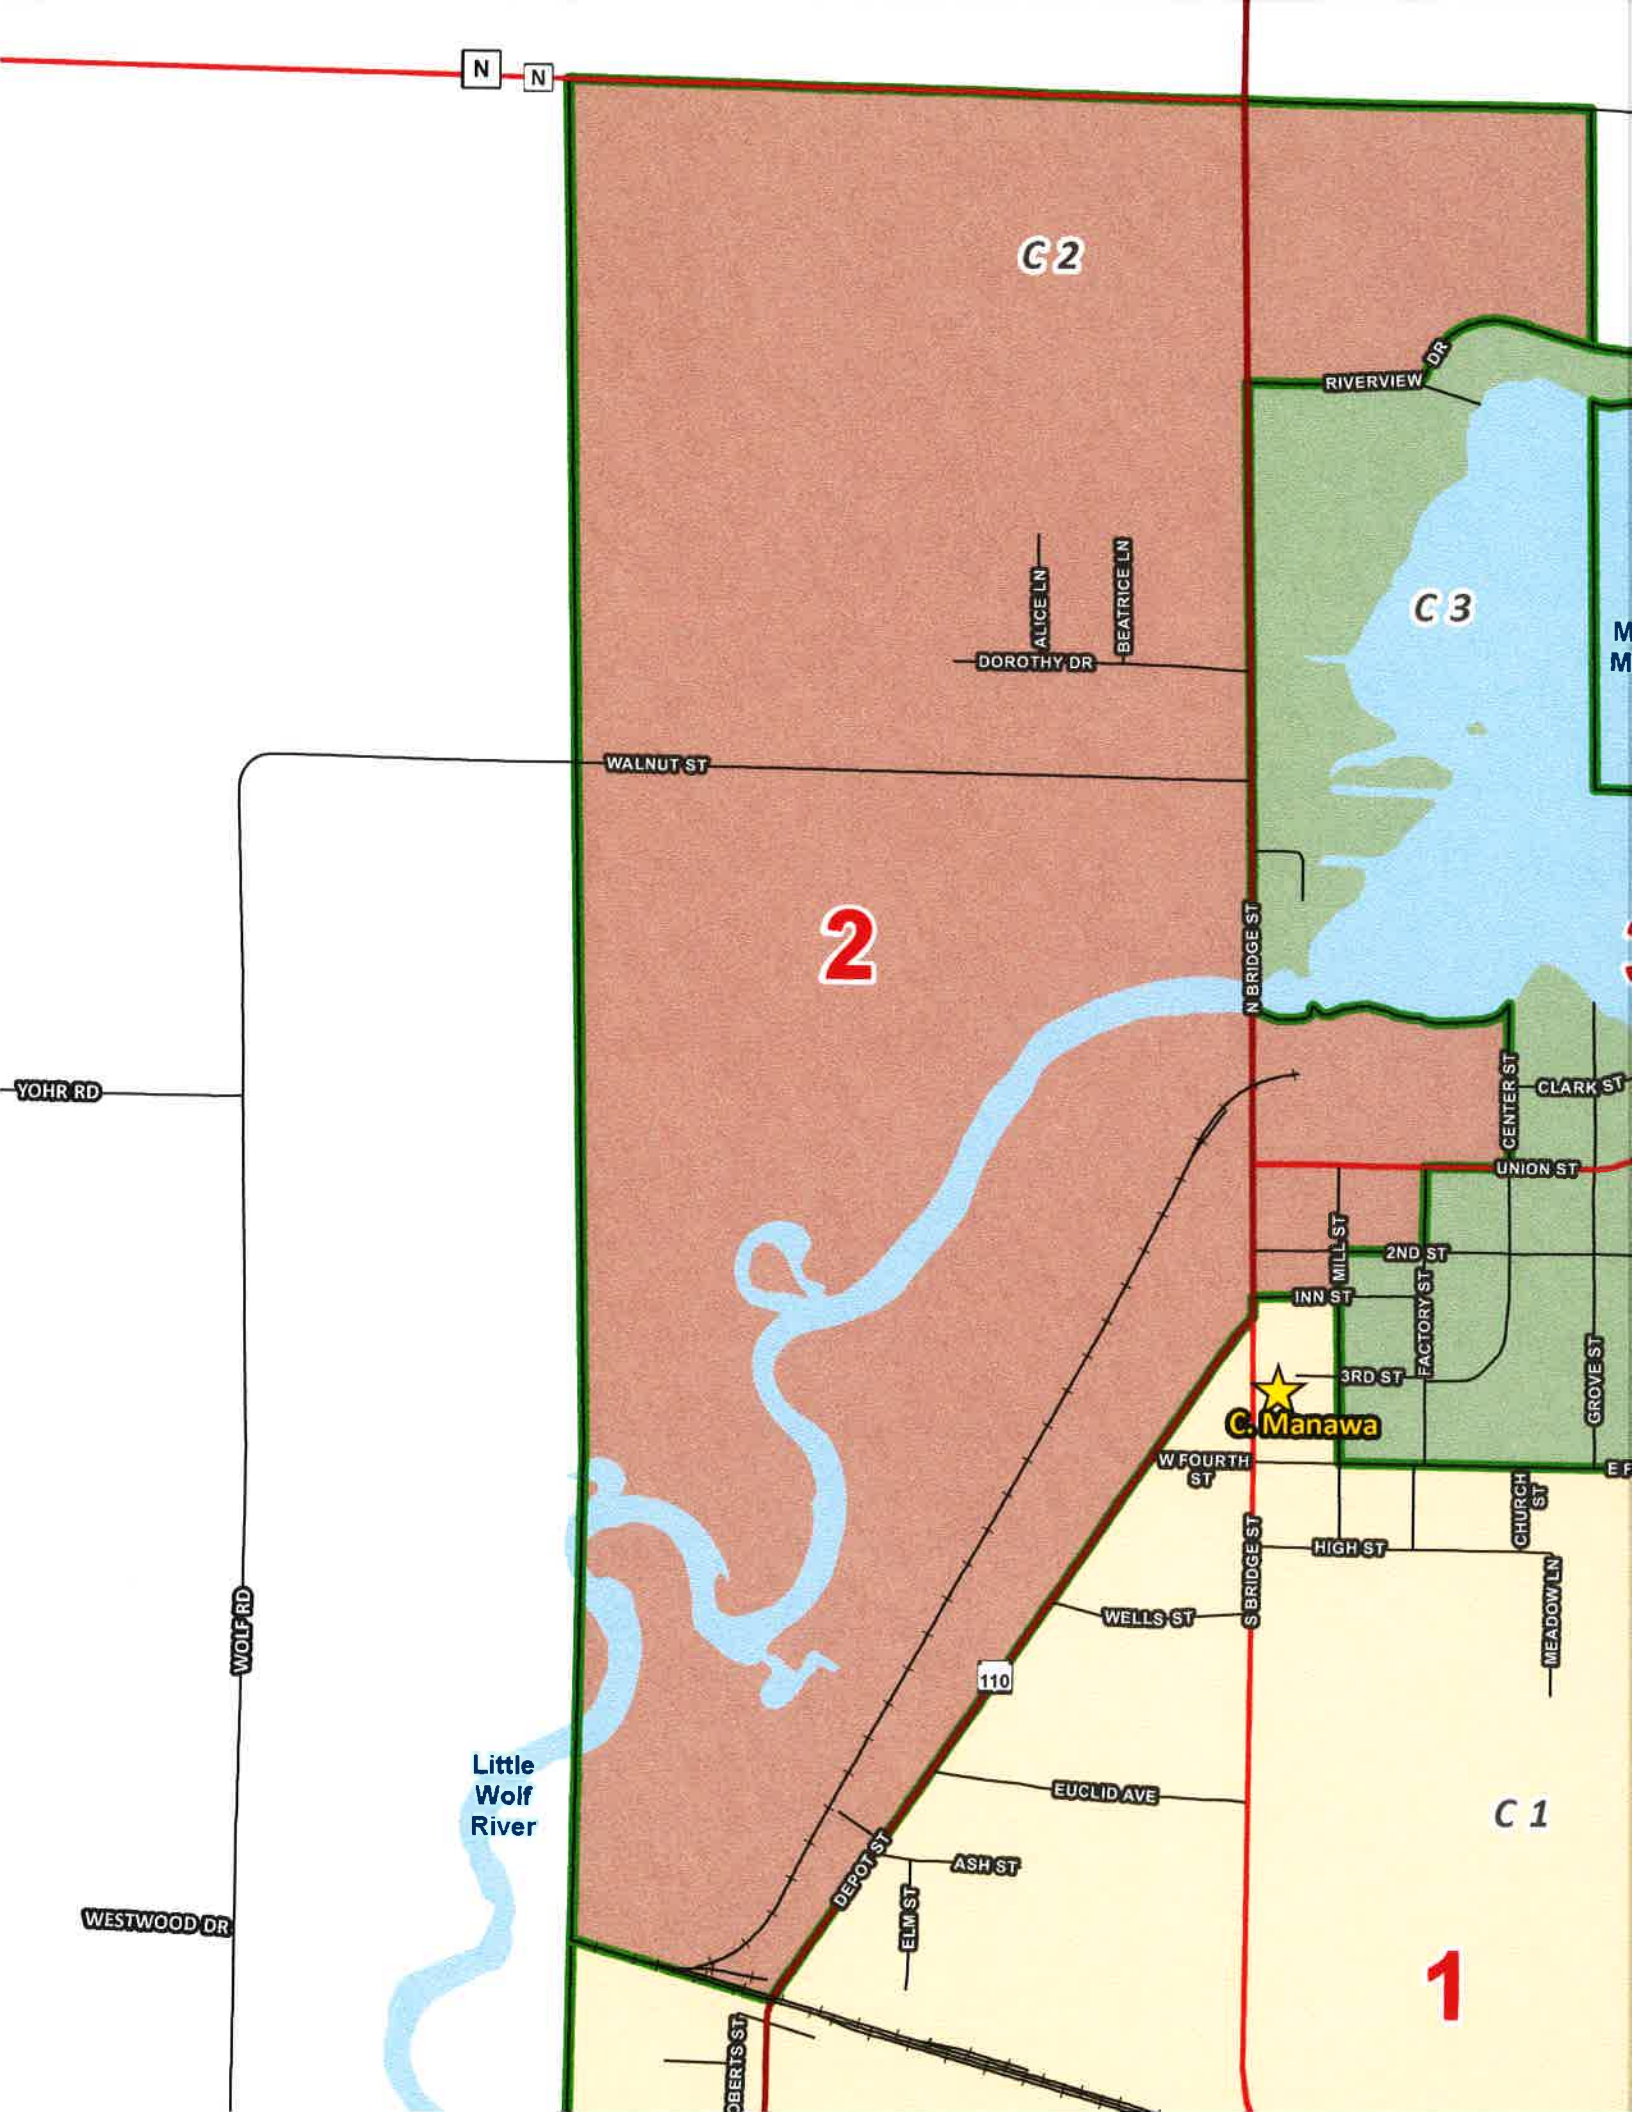 N
N
C 2
DR
RIVERVIEW
ALICE LN
BEATRICE LN
C 3
DOROTHY DR
WALNUT ST
2
N BRIDGE ST
YOHR RD
CENTER ST
CLARK ST
UNION ST
MILL ST
2ND ST
INN ST
FACTORY ST
3RD ST
GROVE ST
C. Manawa
W FOURTH
ST
CHURCH
ST
S BRIDGE ST
HIGH ST
MEADOW LN
WOLF RD
WELLS ST
110
Little
Wolf
River
EUCLID AVE
C 1
DEPOT ST
ASH ST
ELM ST
WESTWOOD DR
1
OBERTS ST